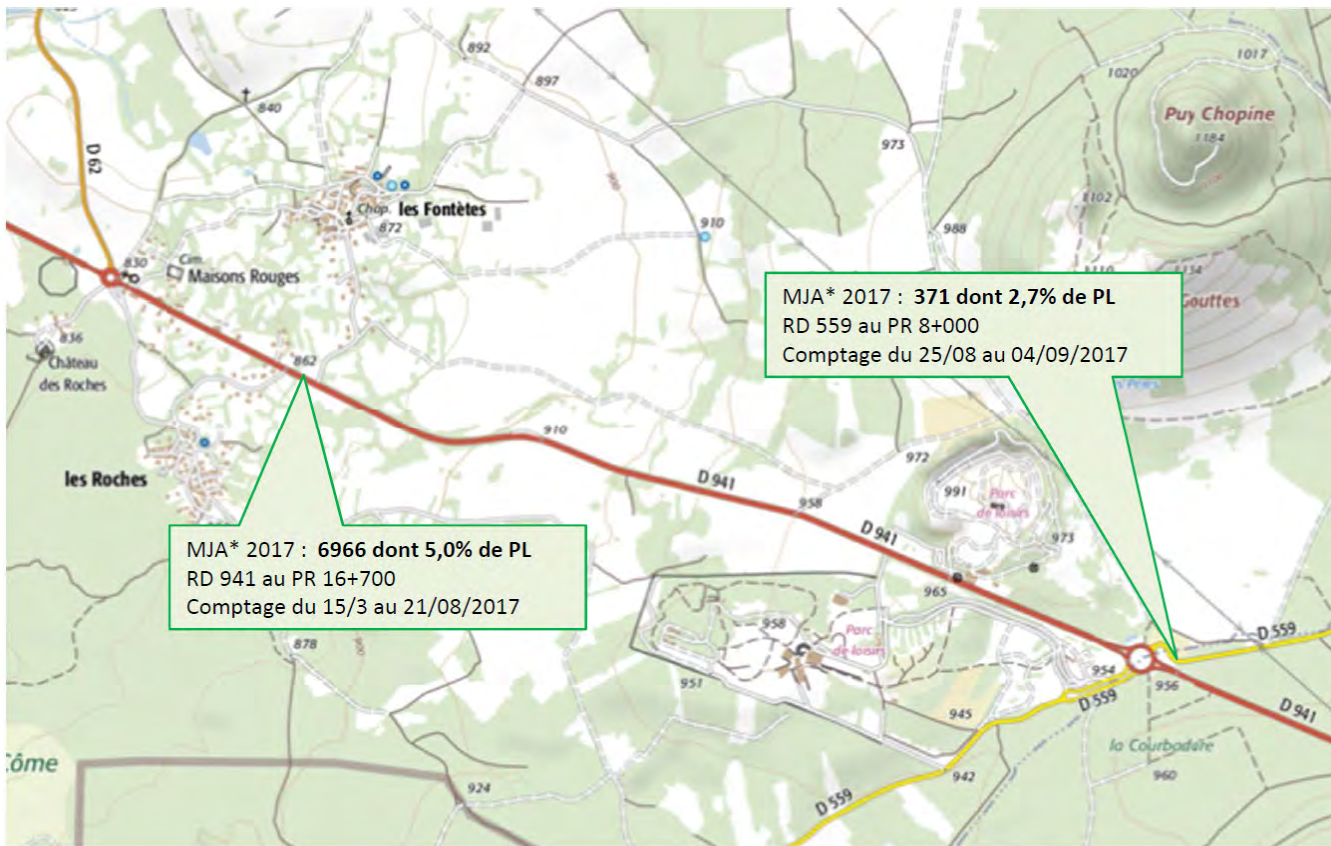 892
1017
1020
897
840
Puy Chopine
1184
973
D 62
900
Chap.
les Fontêtes
1102
872
910
988
830
Cim.
Maisons Rouges
1134
MJA* 2017 : 371 dont 2,7% de PL
RD 559 au PR 8+000
Comptage du 25/08 au 04/09/2017
Gouttes
836
Château
des Roches
862
910
972
les Roches
D 941
958
991
Parc
de loisirs
D 941
973
MJA* 2017 : 6966 dont 5,0% de PL
RD 941 au PR 16+700
Comptage du 15/3 au 21/08/2017
965
958
Parc
de loisirs
D 559
878
900
951
954
956
D 559
D 941
945
la Courbadure
Côme
942
960
924
D 559